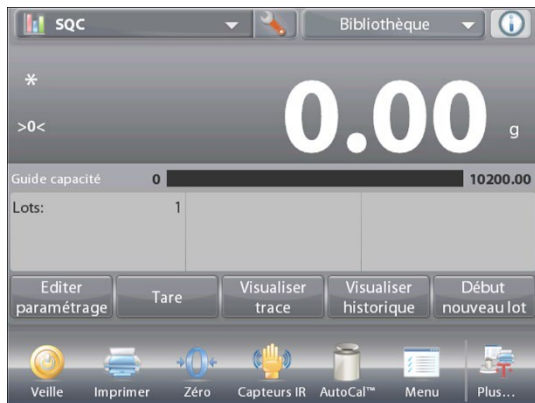 SQC Bibliothèque
*
>0< 0.00 g
Guide capacité 0 10200.00
Lots: 1
Editer paramétrage Tare Visualiser trace Visualiser historique Début nouveau lot
Veille Imprimer Zéro Capteurs IR AutoCal™ Menu Plus...